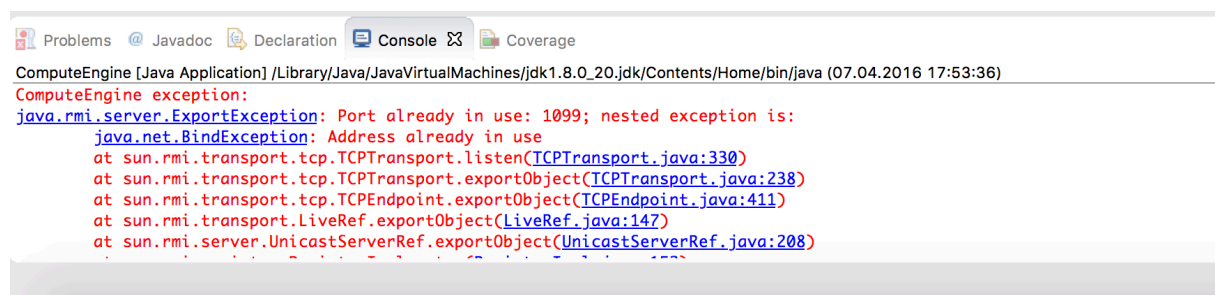 Problems @ Javadoc Declaration Console Coverage
ComputeEngine [Java Application] /Library/Java/JavaVirtualMachines/jdk1.8.0_20.jdk/Contents/Home/bin/java (07.04.2016 17:53:36)
ComputeEngine exception:
java.rmi.server.ExportException: Port already in use: 1099; nested exception is:
java.net.BindException: Address already in use
at sun.rmi.transport.tcp.TCPTransport.listen(TCPTransport.java:330)
at sun.rmi.transport.tcp.TCPTransport.exportObject(TCPTransport.java:238)
at sun.rmi.transport.tcp.TCPEndpoint.exportObject(TCPEndpoint.java:411)
at sun.rmi.transport.LiveRef.exportObject(LiveRef.java:147)
at sun.rmi.server.UnicastServerRef.exportObject(UnicastServerRef.java:208)